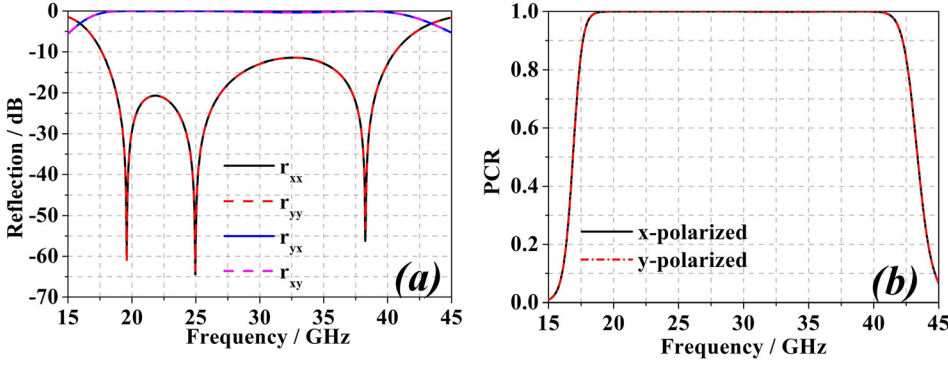 0
-10
-20
-30
-40
-50
-60
-70
Reflection / dB
r_xx
r_yy
r_yx
r_xy
(a)
15 20 25 30 35 40 45
Frequency / GHz
1.0
0.8
0.6
0.4
0.2
0.0
PCR
x-polarized
y-polarized
(b)
15 20 25 30 35 40 45
Frequency / GHz